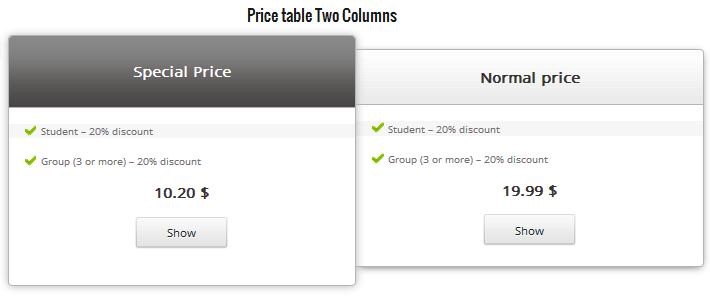 Price table Two Columns
Special Price
Student – 20% discount
Group (3 or more) – 20% discount
10.20 $
Show
Normal price
Student – 20% discount
Group (3 or more) – 20% discount
19.99 $
Show